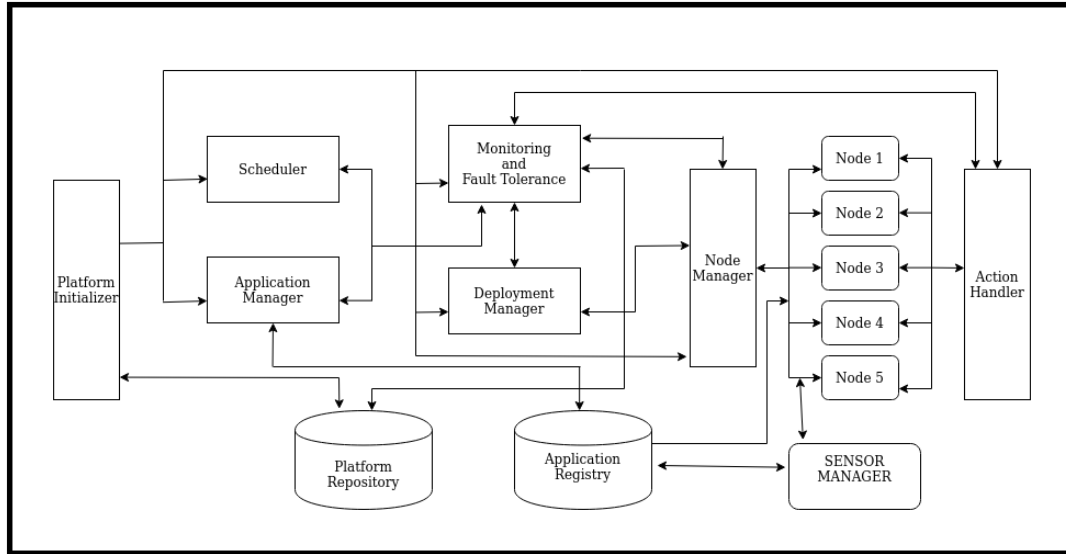 Scheduler
Monitoring
and
Fault Tolerance
Node 1
Node 2
Node 3
Node 4
Node 5
Platform
Initializer
Application
Manager
Deployment
Manager
Node
Manager
Action
Handler
Platform
Repository
Application
Registry
SENSOR
MANAGER